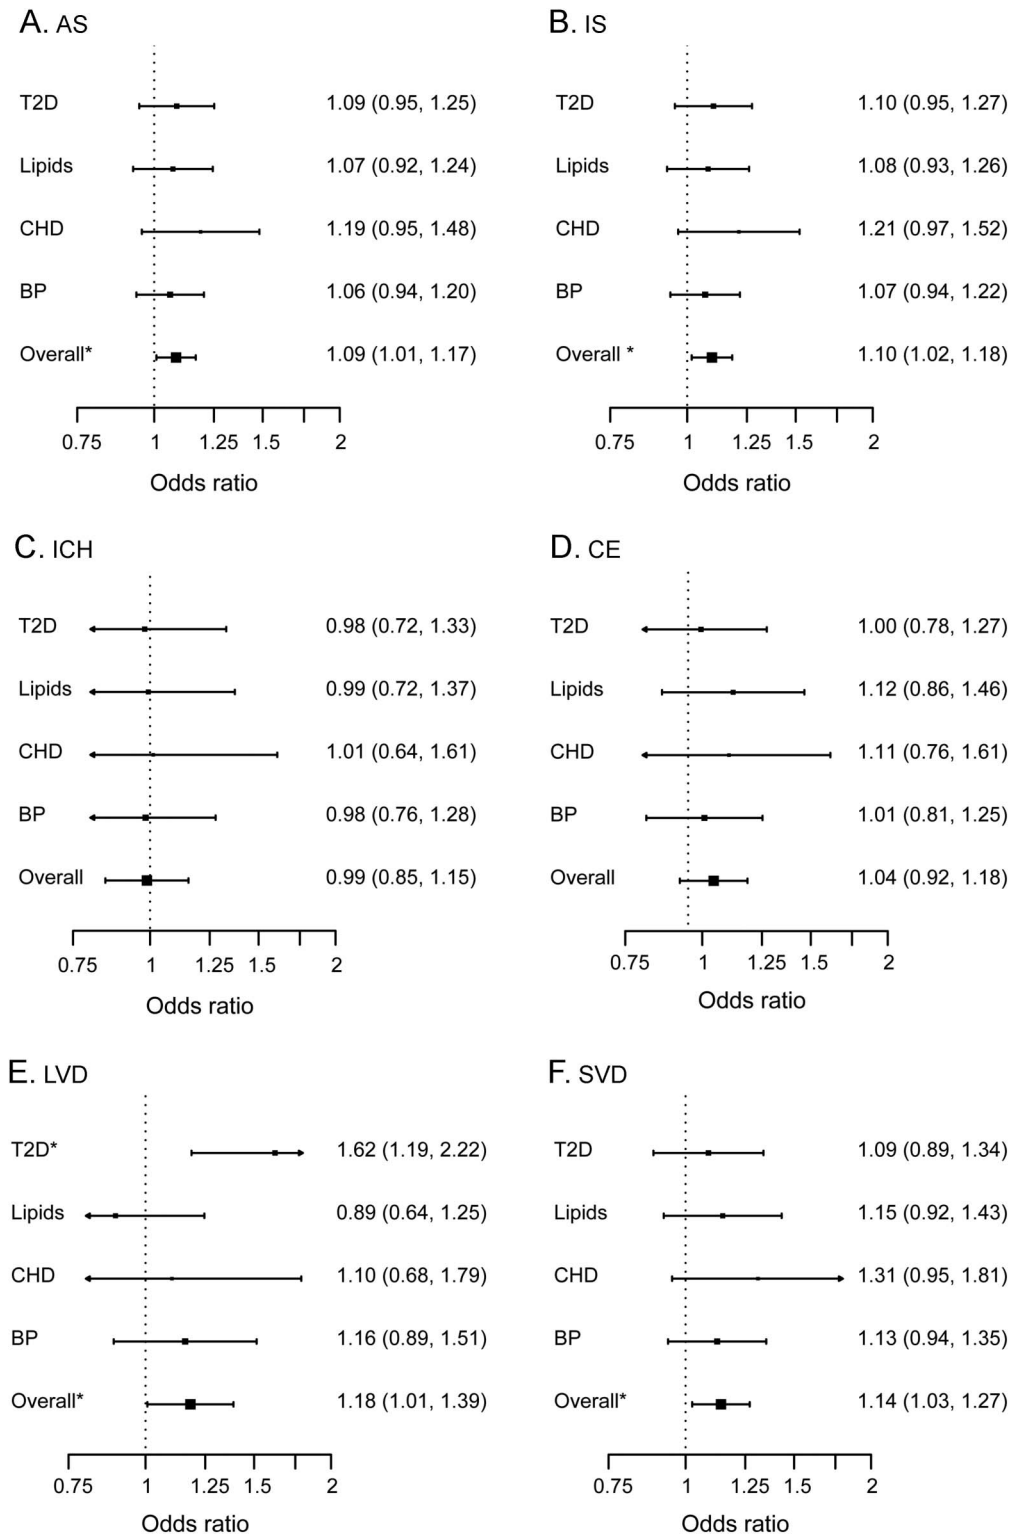 A. AS
T2D 1.09 (0.95, 1.25)
Lipids 1.07 (0.92, 1.24)
CHD 1.19 (0.95, 1.48)
BP 1.06 (0.94, 1.20)
Overall* 1.09 (1.01, 1.17)
0.75 1 1.25 1.5 2
Odds ratio
B. IS
T2D 1.10 (0.95, 1.27)
Lipids 1.08 (0.93, 1.26)
CHD 1.21 (0.97, 1.52)
BP 1.07 (0.94, 1.22)
Overall * 1.10 (1.02, 1.18)
0.75 1 1.25 1.5 2
Odds ratio
C. ICH
T2D 0.98 (0.72, 1.33)
Lipids 0.99 (0.72, 1.37)
CHD 1.01 (0.64, 1.61)
BP 0.98 (0.76, 1.28)
Overall 0.99 (0.85, 1.15)
0.75 1 1.25 1.5 2
Odds ratio
D. CE
T2D 1.00 (0.78, 1.27)
Lipids 1.12 (0.86, 1.46)
CHD 1.11 (0.76, 1.61)
BP 1.01 (0.81, 1.25)
Overall 1.04 (0.92, 1.18)
0.75 1 1.25 1.5 2
Odds ratio
E. LVD
T2D* 1.62 (1.19, 2.22)
Lipids 0.89 (0.64, 1.25)
CHD 1.10 (0.68, 1.79)
BP 1.16 (0.89, 1.51)
Overall* 1.18 (1.01, 1.39)
0.75 1 1.25 1.5 2
Odds ratio
F. SVD
T2D 1.09 (0.89, 1.34)
Lipids 1.15 (0.92, 1.43)
CHD 1.31 (0.95, 1.81)
BP 1.13 (0.94, 1.35)
Overall* 1.14 (1.03, 1.27)
0.75 1 1.25 1.5 2
Odds ratio